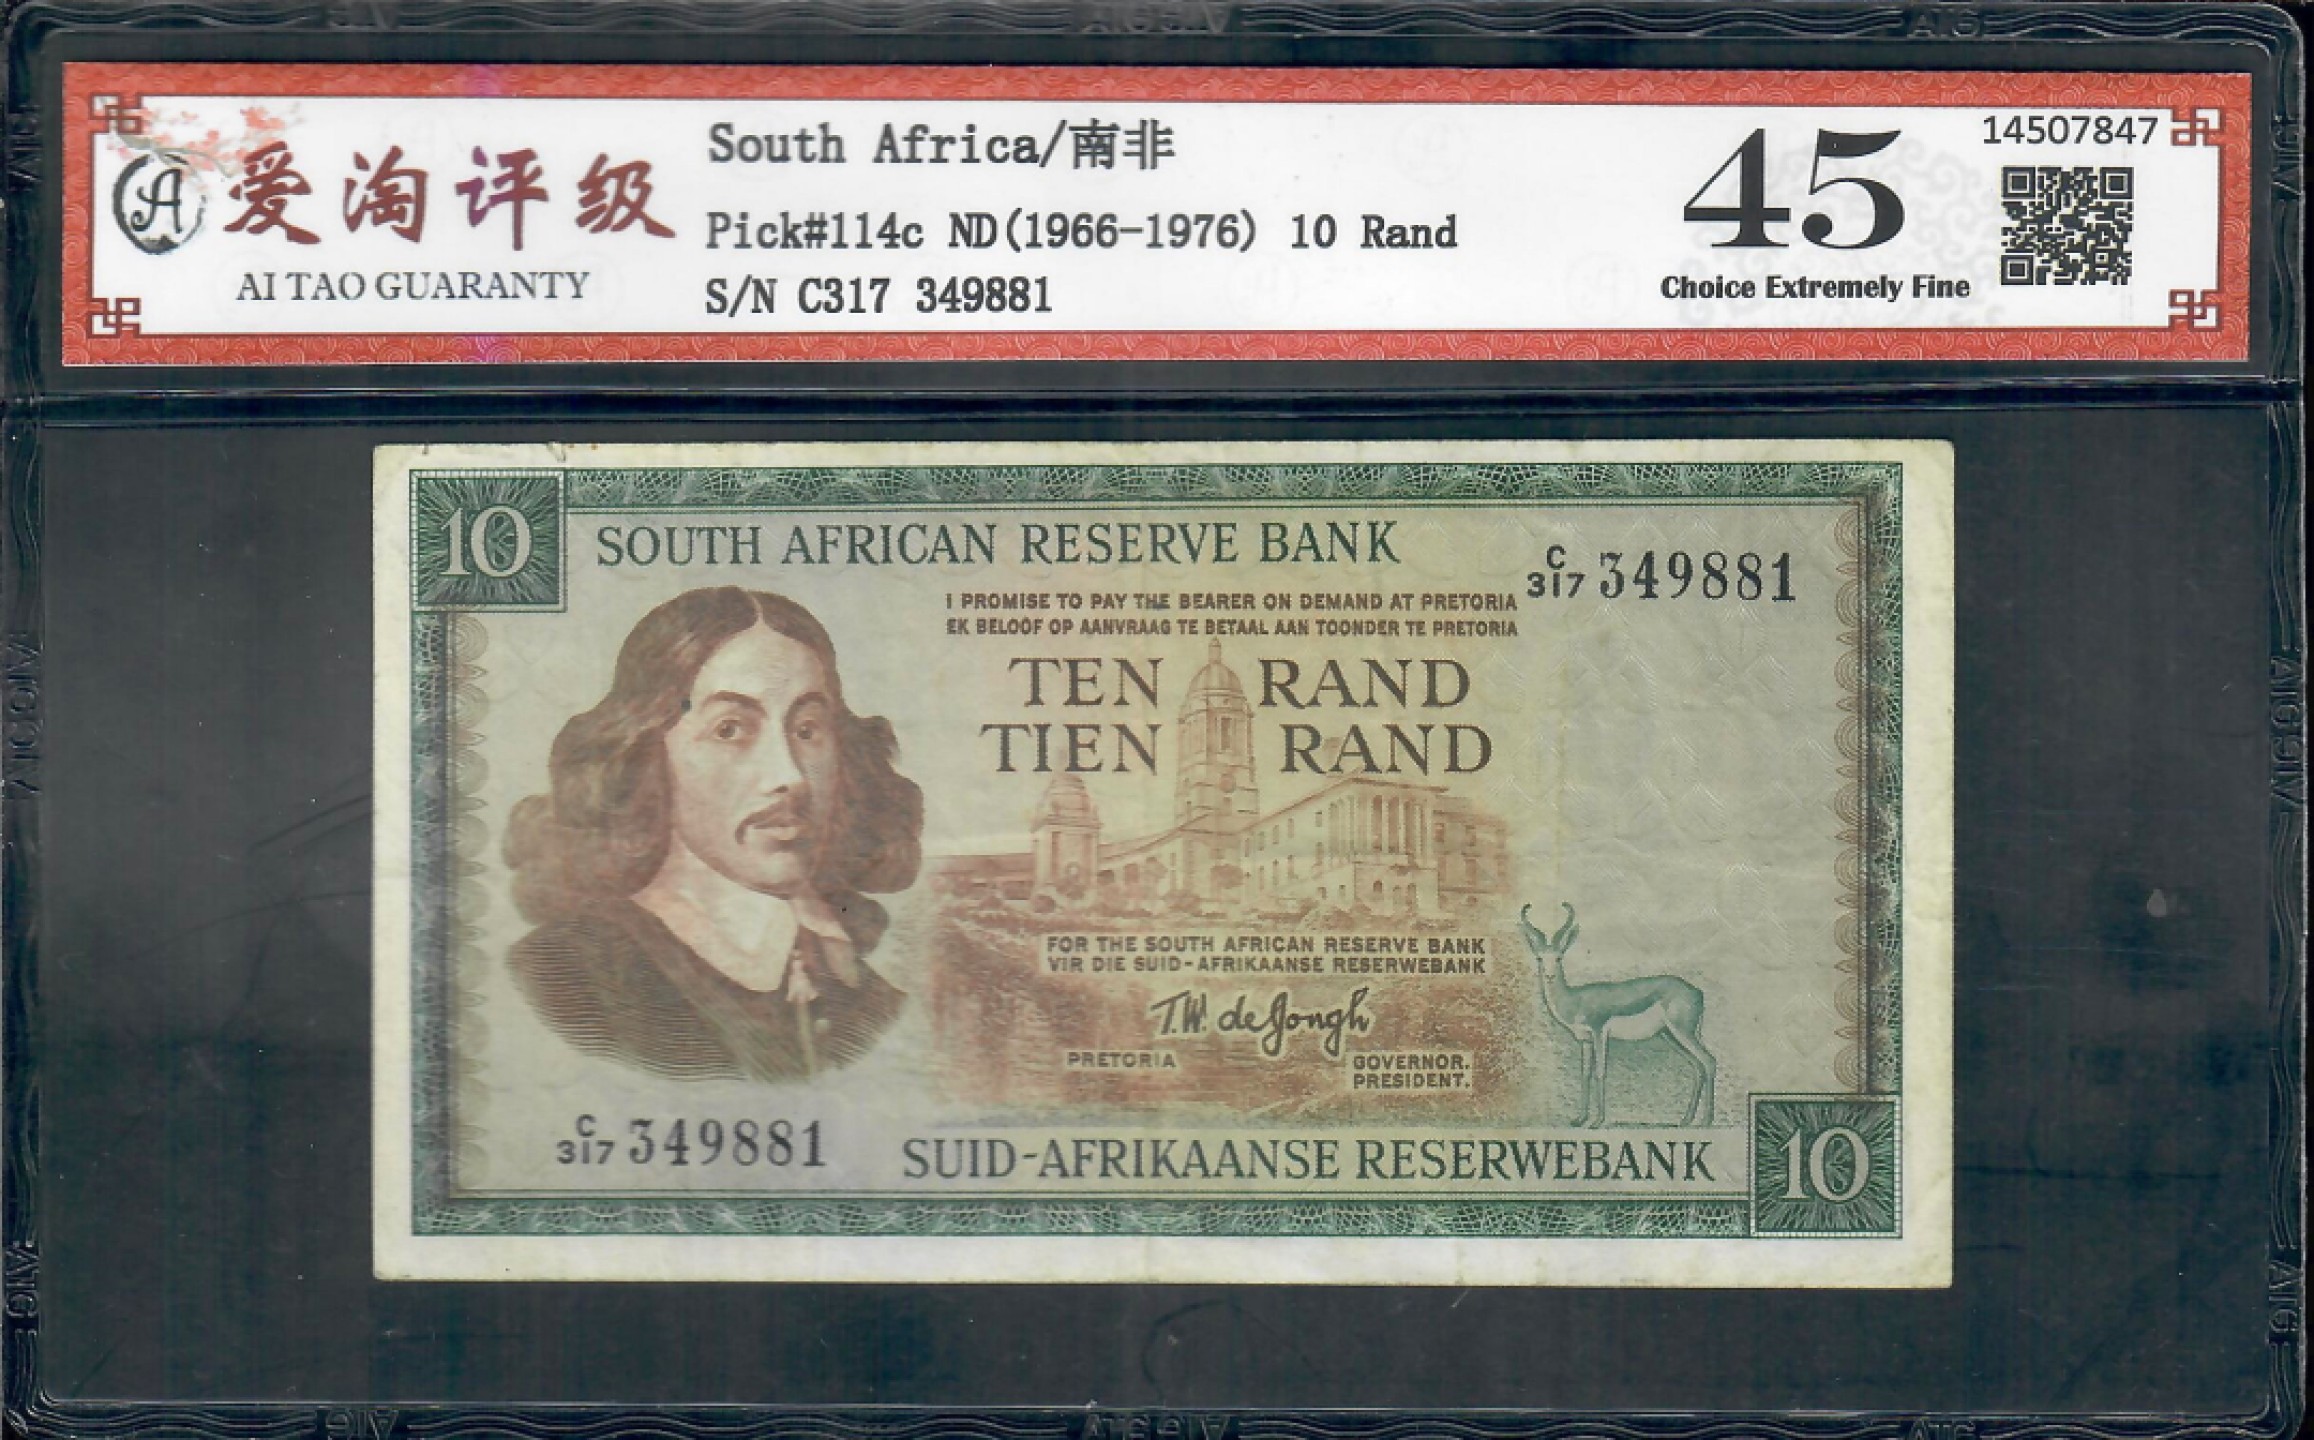 爱淘评级
AI TAO GUARANTY
South Africa/南非
Pick#114c ND(1966-1976) 10 Rand
S/N C317 349881
45
Choice Extremely Fine
14507847
10
SOUTH AFRICAN RESERVE BANK
C/317 349881
I PROMISE TO PAY THE BEARER ON DEMAND AT PRETORIA
EK BELOOF OP AANVRAAG TE BETAAL AAN TOONDER TE PRETORIA
TEN RAND
TIEN RAND
FOR THE SOUTH AFRICAN RESERVE BANK
VIR DIE SUID-AFRIKAANSE RESERWEBANK
T.W. de Jongh
PRETORIA GOVERNOR.
PRESIDENT.
C/317 349881
SUID-AFRIKAANSE RESERWEBANK
10